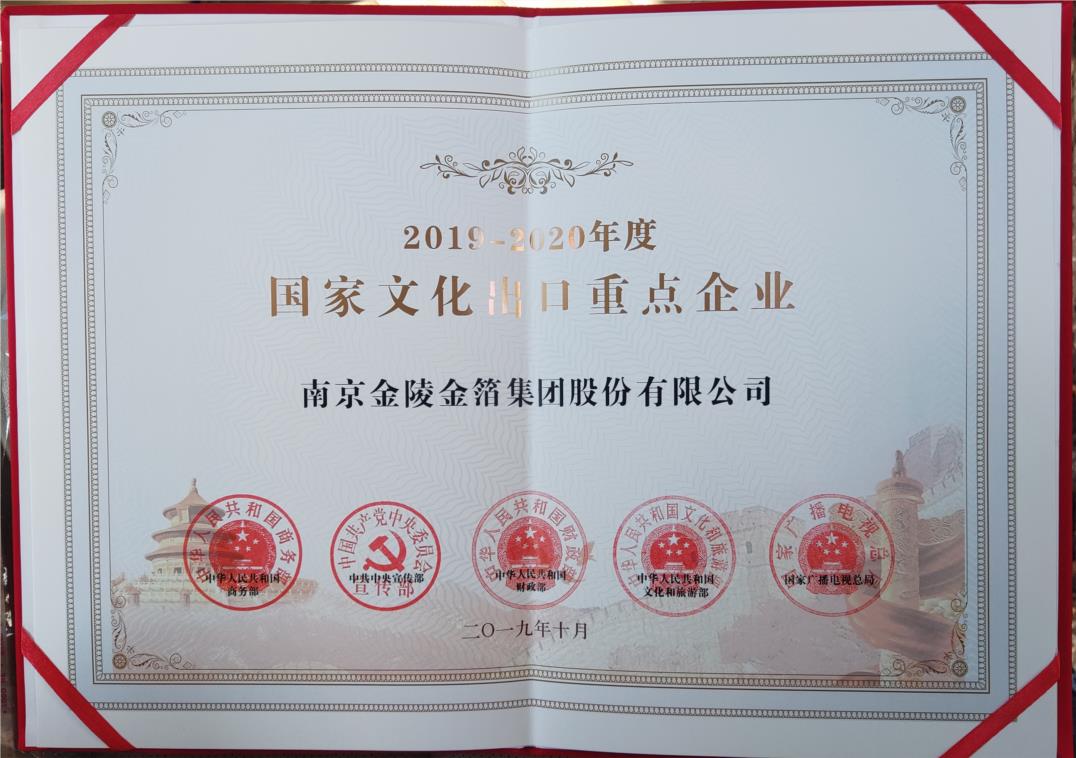 2019-2020年度
国家文化出口重点企业
南京金陵金箔集团股份有限公司
中华人民共和国商务部
中华人民共和国
商务部
中国共产党中央委员会
宣传部
中共中央宣传部
中华人民共和国财政部
中华人民共和国
财政部
中华人民共和国文化和旅游部
中华人民共和国
文化和旅游部
国家广播电视总局
国家广播电视总局
二〇一九年十月